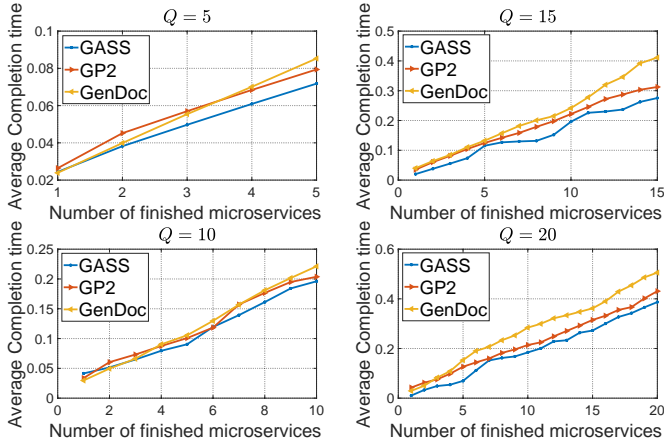 Q = 5
Average Completion time
0.1
0.08
0.06
0.04
0.02
GASS
GP2
GenDoc
1 2 3 4 5
Number of finished microservices
Q = 15
Average Completion time
0.5
0.4
0.3
0.2
0.1
0
GASS
GP2
GenDoc
0 5 10 15
Number of finished microservices
Q = 10
Average Completion time
0.25
0.2
0.15
0.1
0.05
0
GASS
GP2
GenDoc
0 2 4 6 8 10
Number of finished microservices
Q = 20
Average Completion time
0.6
0.4
0.2
0
GASS
GP2
GenDoc
0 5 10 15 20
Number of finished microservices